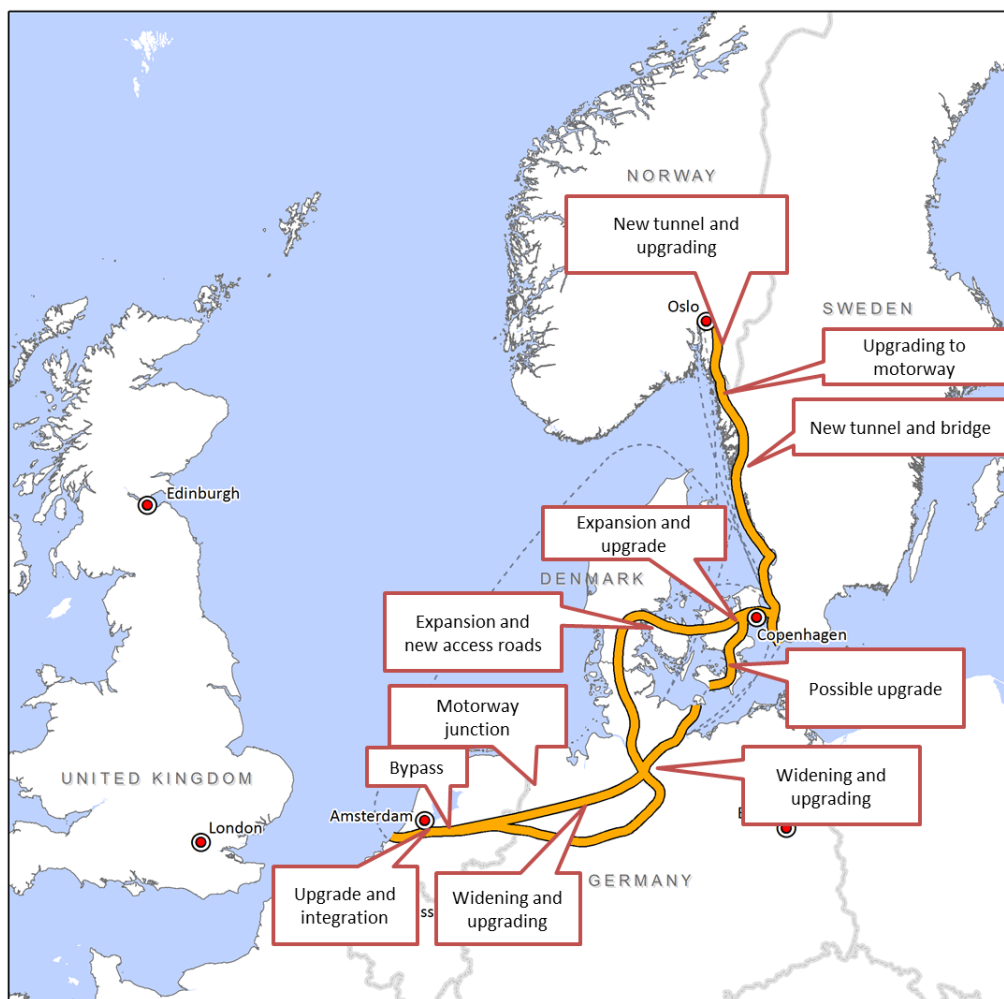 NORWAY
New tunnel and
upgrading
Oslo
SWEDEN
Upgrading to
motorway
New tunnel and bridge
Edinburgh
Expansion and
upgrade
DENMARK
Expansion and
new access roads
Copenhagen
Possible upgrade
Motorway
junction
Bypass
UNITED KINGDOM
Widening and
upgrading
Amsterdam
London
GERMANY
Upgrade and
integration
Widening and
upgrading